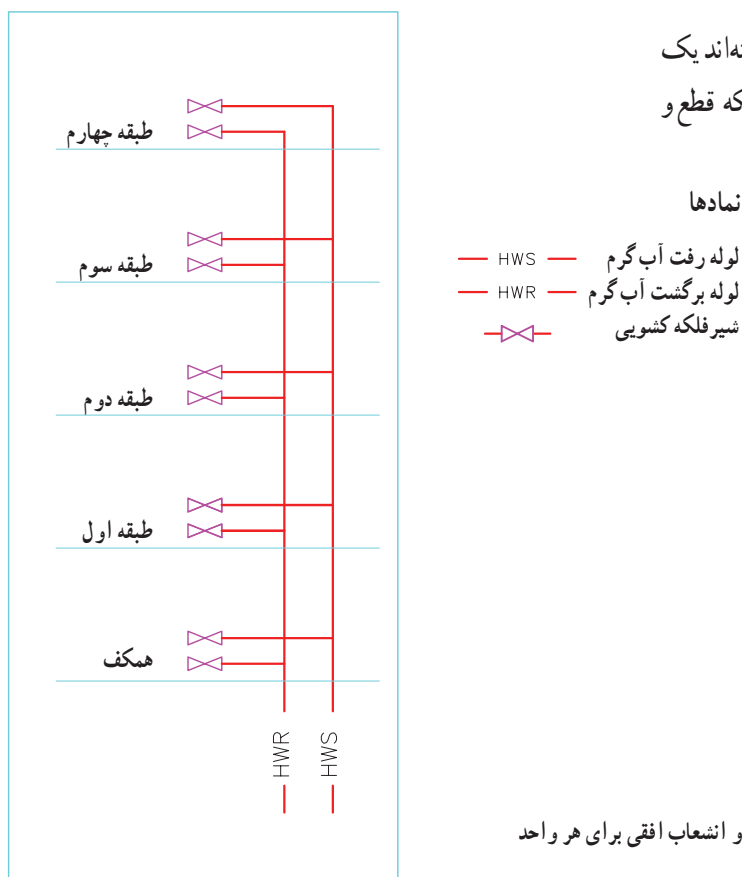 ه‌اند یک
که قطع و
نمادها
لوله رفت آب گرم HWS
لوله برگشت آب گرم HWR
شیرفلکه کشویی
طبقه چهارم
طبقه سوم
طبقه دوم
طبقه اول
همکف
HWR
HWS
و انشعاب افقی برای هر واحد